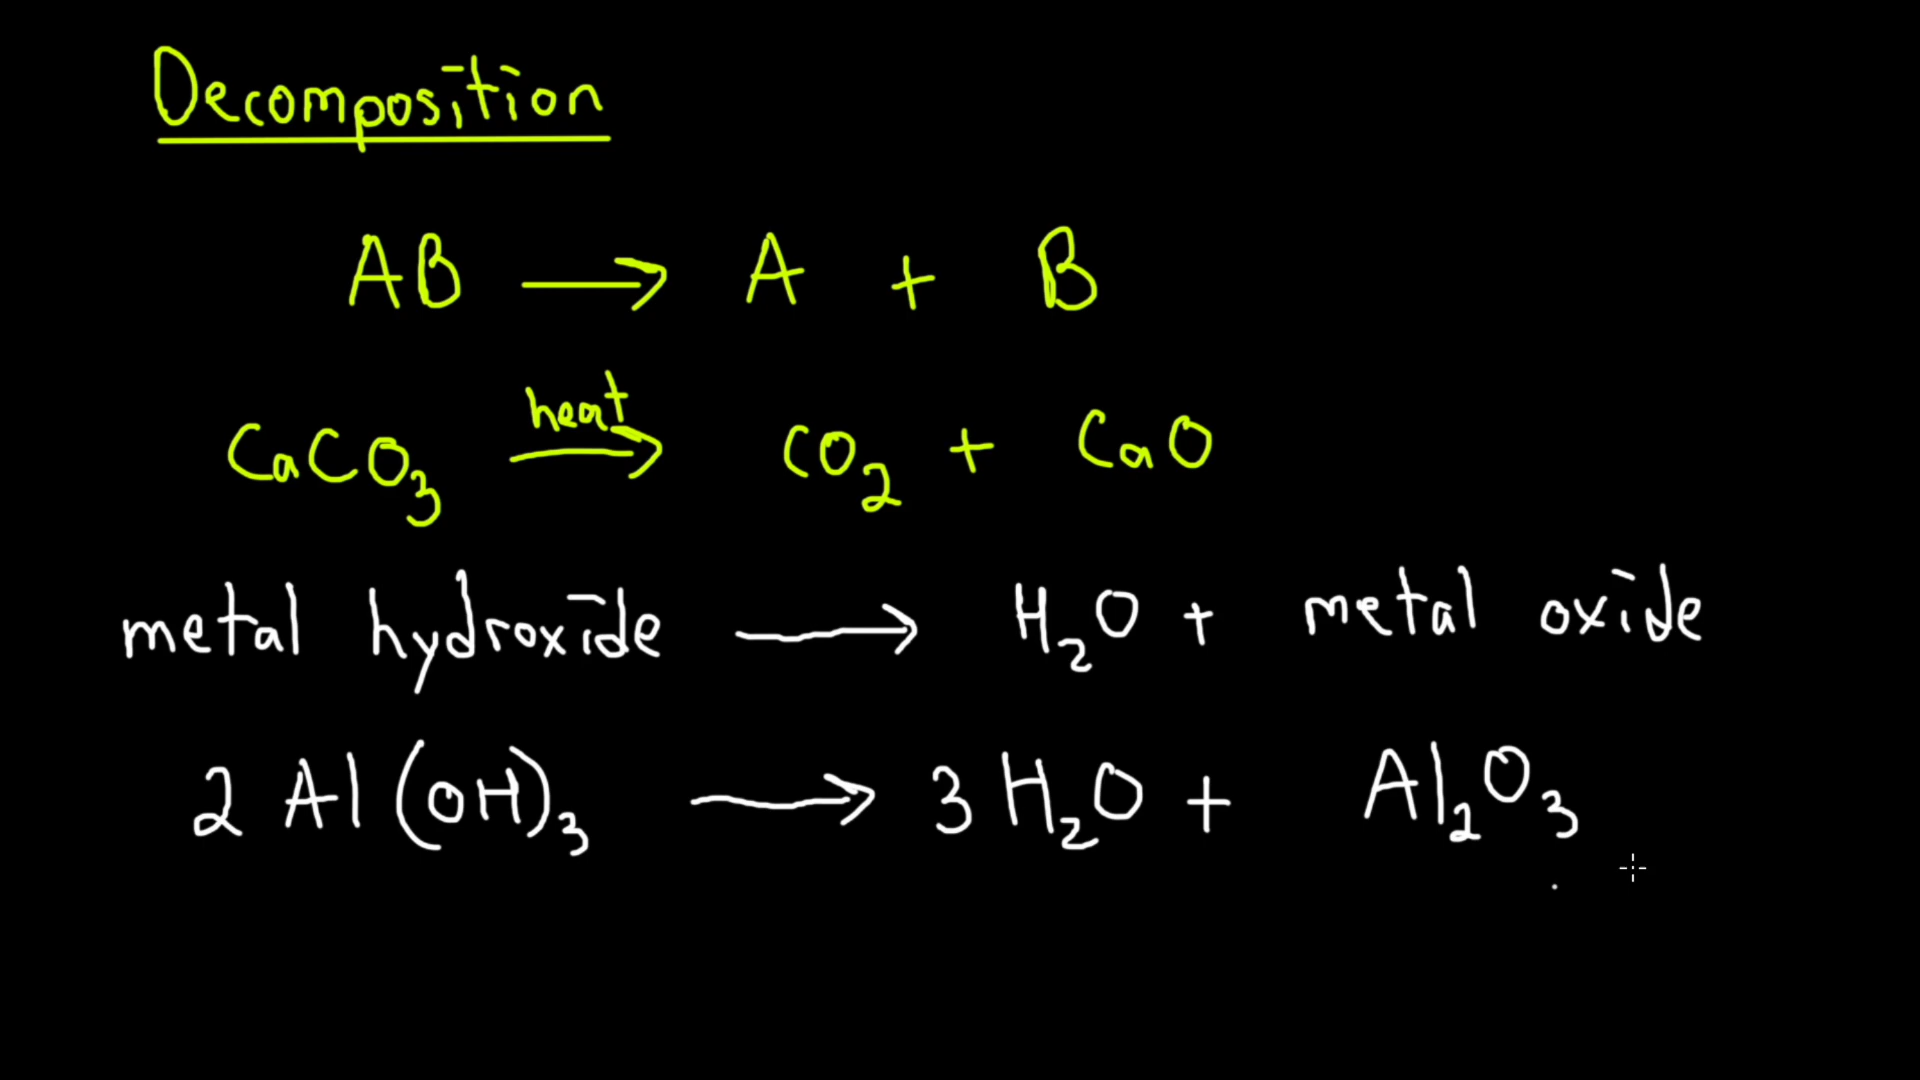 Decomposition
AB → A + B
heat
CaCO₃ → CO₂ + CaO
metal hydroxide → H₂O + metal oxide
2 Al(OH)₃ → 3 H₂O + Al₂O₃